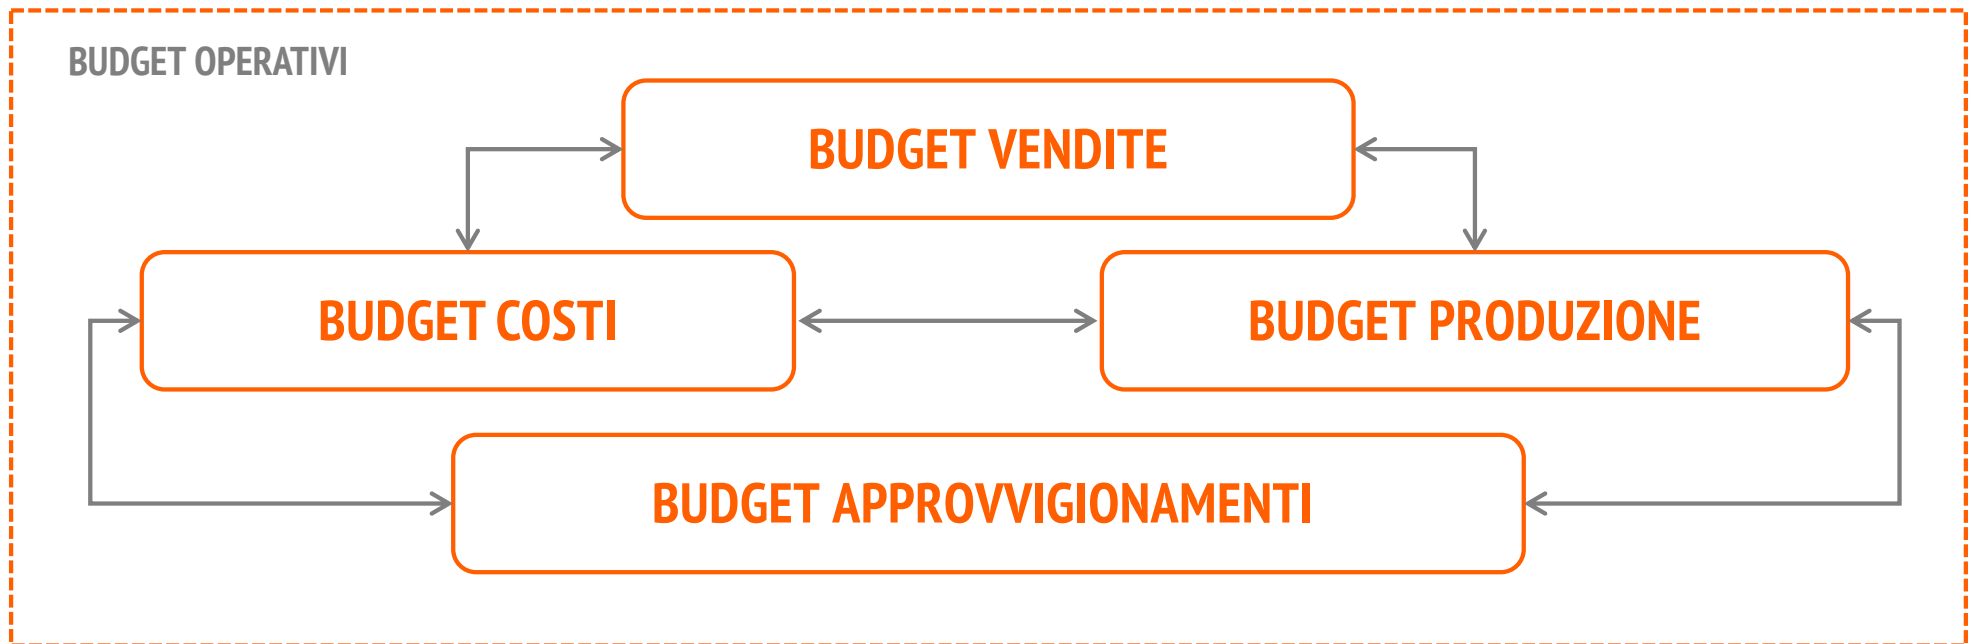 BUDGET OPERATIVI
BUDGET VENDITE
BUDGET COSTI
BUDGET PRODUZIONE
BUDGET APPROVVIGIONAMENTI